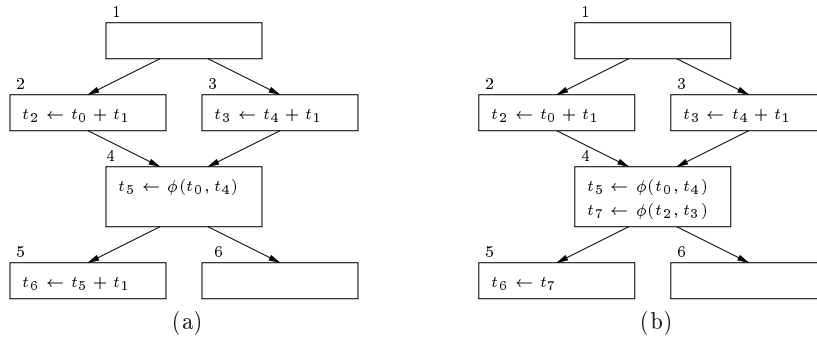 1
2
3
t₂ ← t₀ + t₁
t₃ ← t₄ + t₁
4
t₅ ← ϕ(t₀, t₄)
5
6
t₆ ← t₅ + t₁
(a)
1
2
3
t₂ ← t₀ + t₁
t₃ ← t₄ + t₁
4
t₅ ← ϕ(t₀, t₄)
t₇ ← ϕ(t₂, t₃)
5
6
t₆ ← t₇
(b)